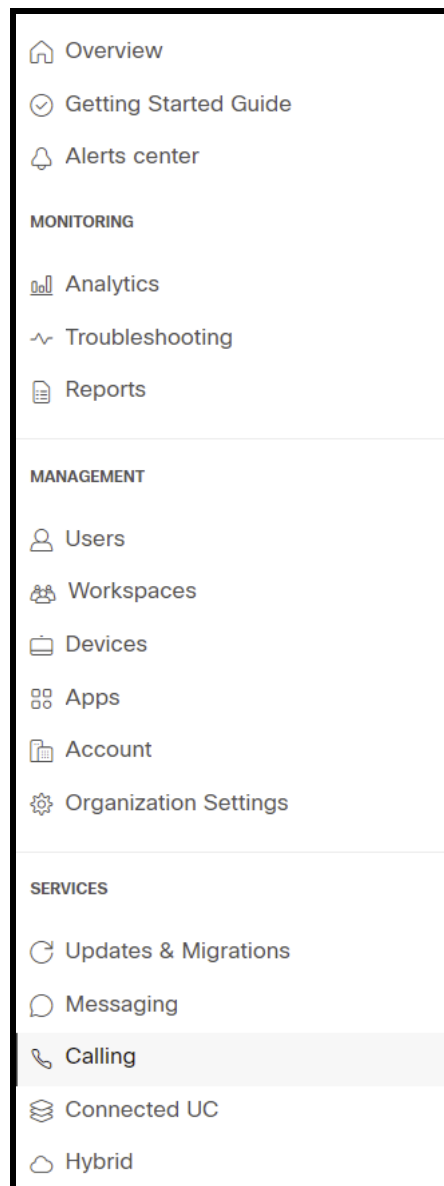 Overview
Getting Started Guide
Alerts center
MONITORING
Analytics
Troubleshooting
Reports
MANAGEMENT
Users
Workspaces
Devices
Apps
Account
Organization Settings
SERVICES
Updates & Migrations
Messaging
Calling
Connected UC
Hybrid